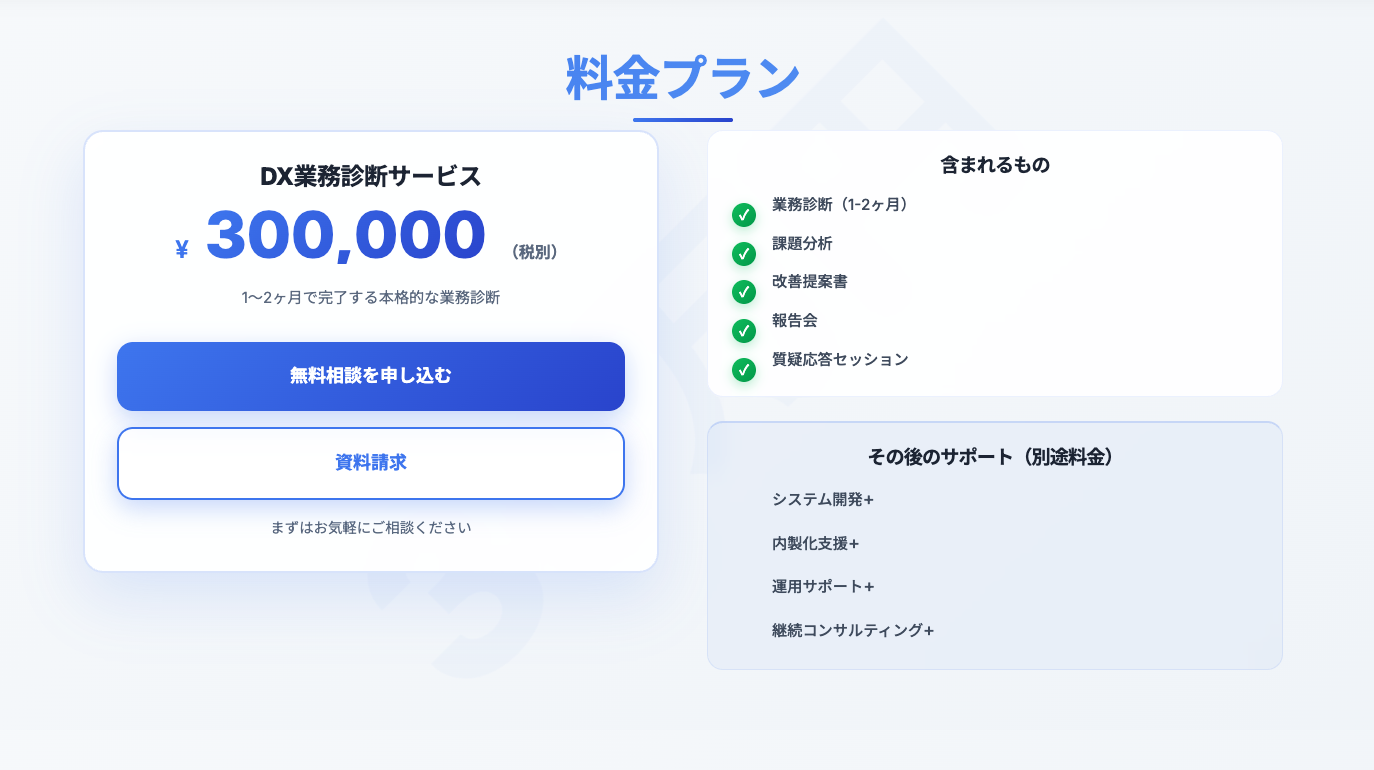 料金プラン
DX業務診断サービス
¥ 300,000 （税別）
1〜2ヶ月で完了する本格的な業務診断
無料相談を申し込む
資料請求
まずはお気軽にご相談ください
含まれるもの
業務診断（1-2ヶ月）
課題分析
改善提案書
報告会
質疑応答セッション
その後のサポート（別途料金）
システム開発+
内製化支援+
運用サポート+
継続コンサルティング+